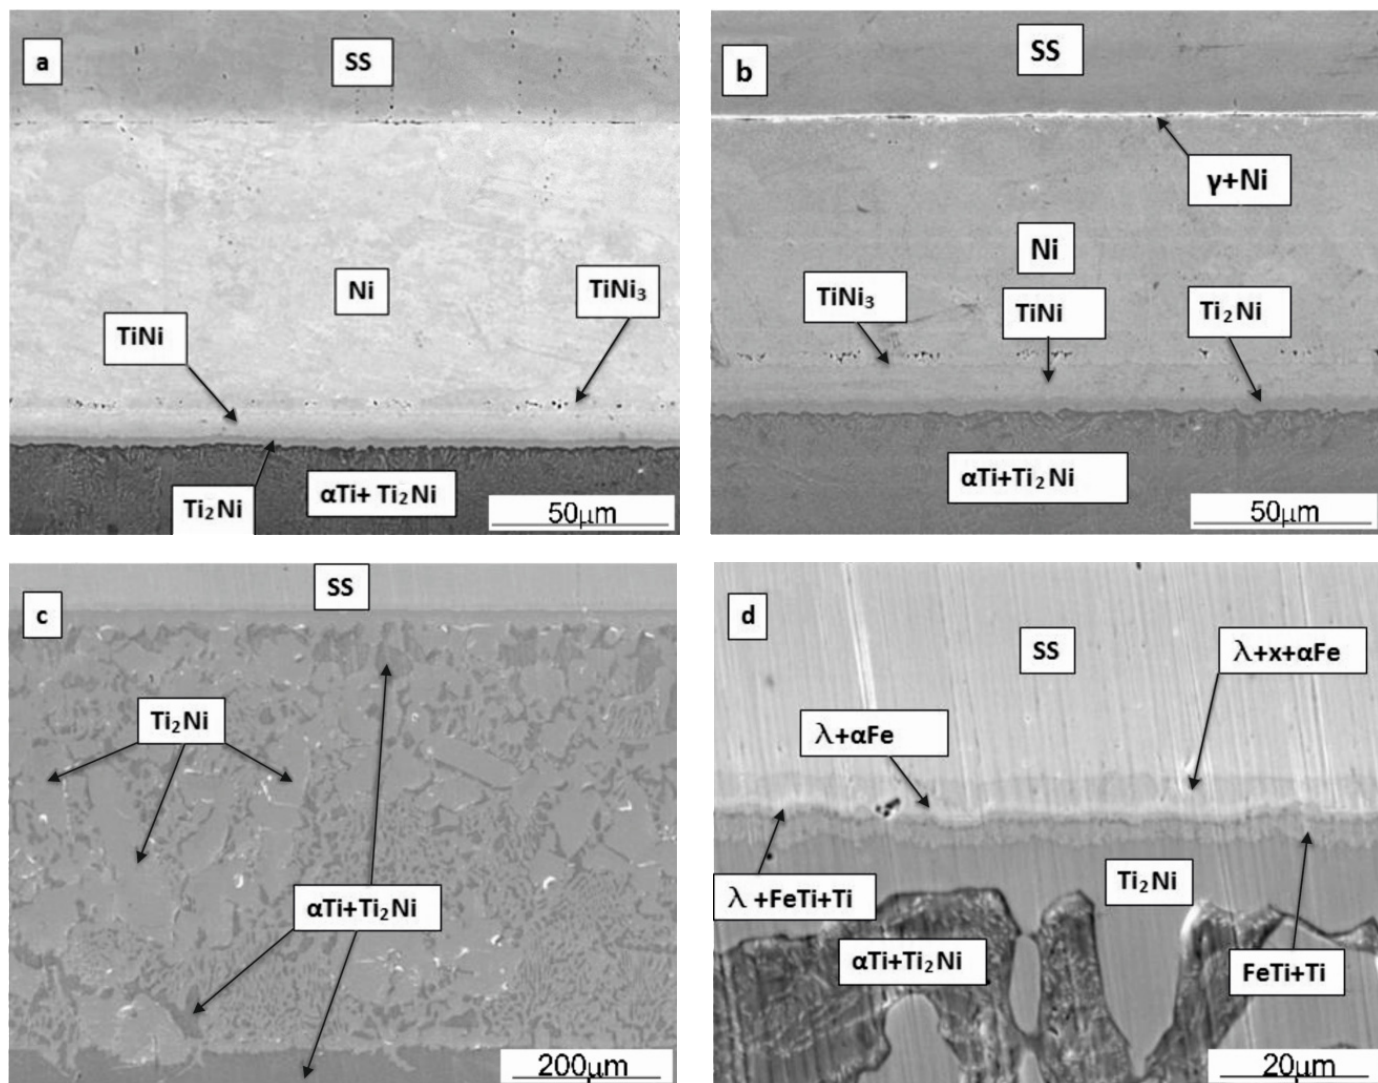 a
SS
Ni
TiNi₃
TiNi
Ti₂Ni
αTi+ Ti₂Ni
50μm
b
SS
γ+Ni
Ni
TiNi₃
TiNi
Ti₂Ni
αTi+Ti₂Ni
50μm
c
SS
Ti₂Ni
αTi+Ti₂Ni
200μm
d
SS
λ+x+αFe
λ+αFe
λ+FeTi+Ti
Ti₂Ni
αTi+Ti₂Ni
FeTi+Ti
20μm